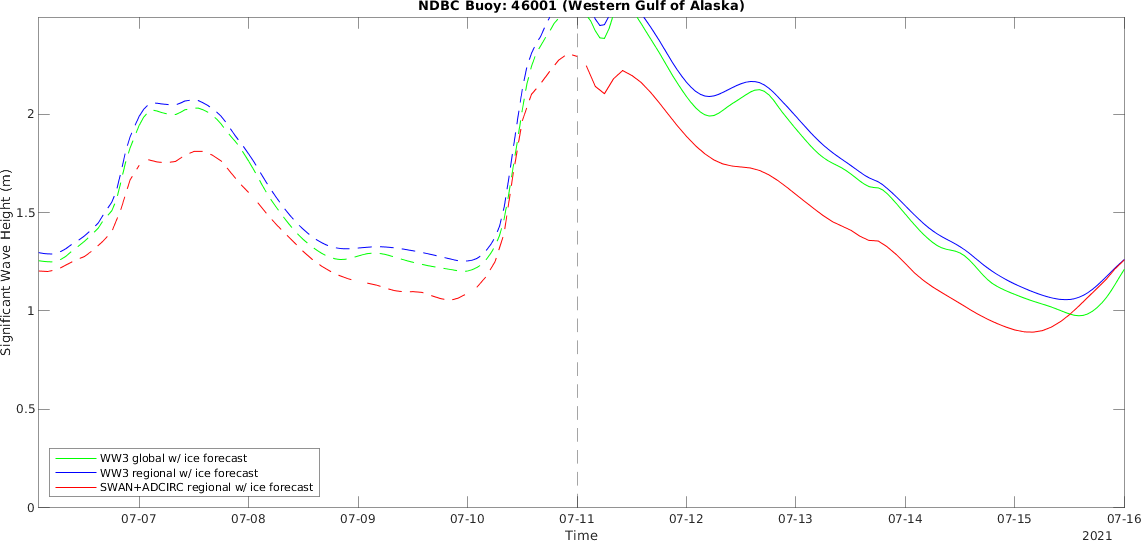 NDBC Buoy: 46001 (Western Gulf of Alaska)
Significant Wave Height (m)
2
1.5
1
0.5
0
WW3 global w/ ice forecast
WW3 regional w/ ice forecast
SWAN+ADCIRC regional w/ ice forecast
07-07 07-08 07-09 07-10 07-11 07-12 07-13 07-14 07-15 07-16
Time 2021